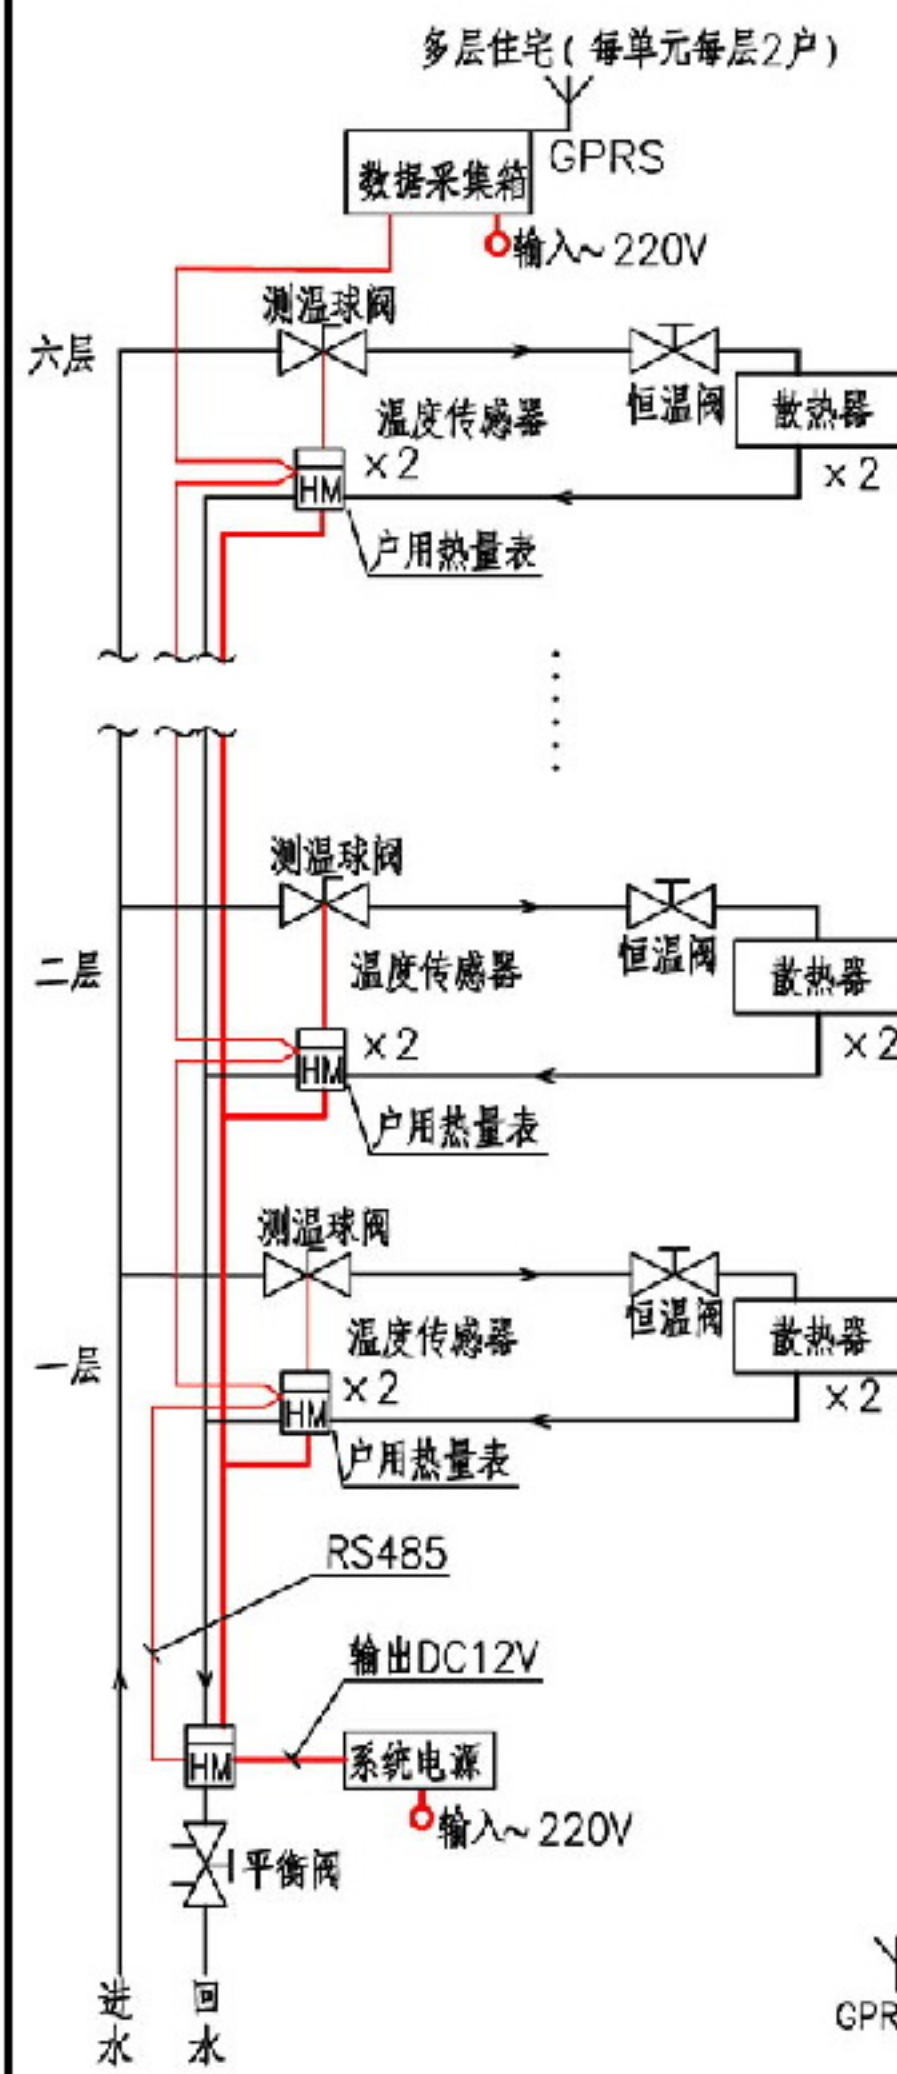 多层住宅(每单元每层2户)
数据采集箱
GPRS
输入~220V
测温球阀
六层
恒温阀
散热器
温度传感器
×2
×2
HM
户用热量表
测温球阀
二层
恒温阀
散热器
温度传感器
×2
×2
HM
户用热量表
测温球阀
一层
恒温阀
散热器
温度传感器
×2
×2
HM
户用热量表
RS485
输出DC12V
HM
系统电源
输入~220V
平衡阀
进水
回水
GPR